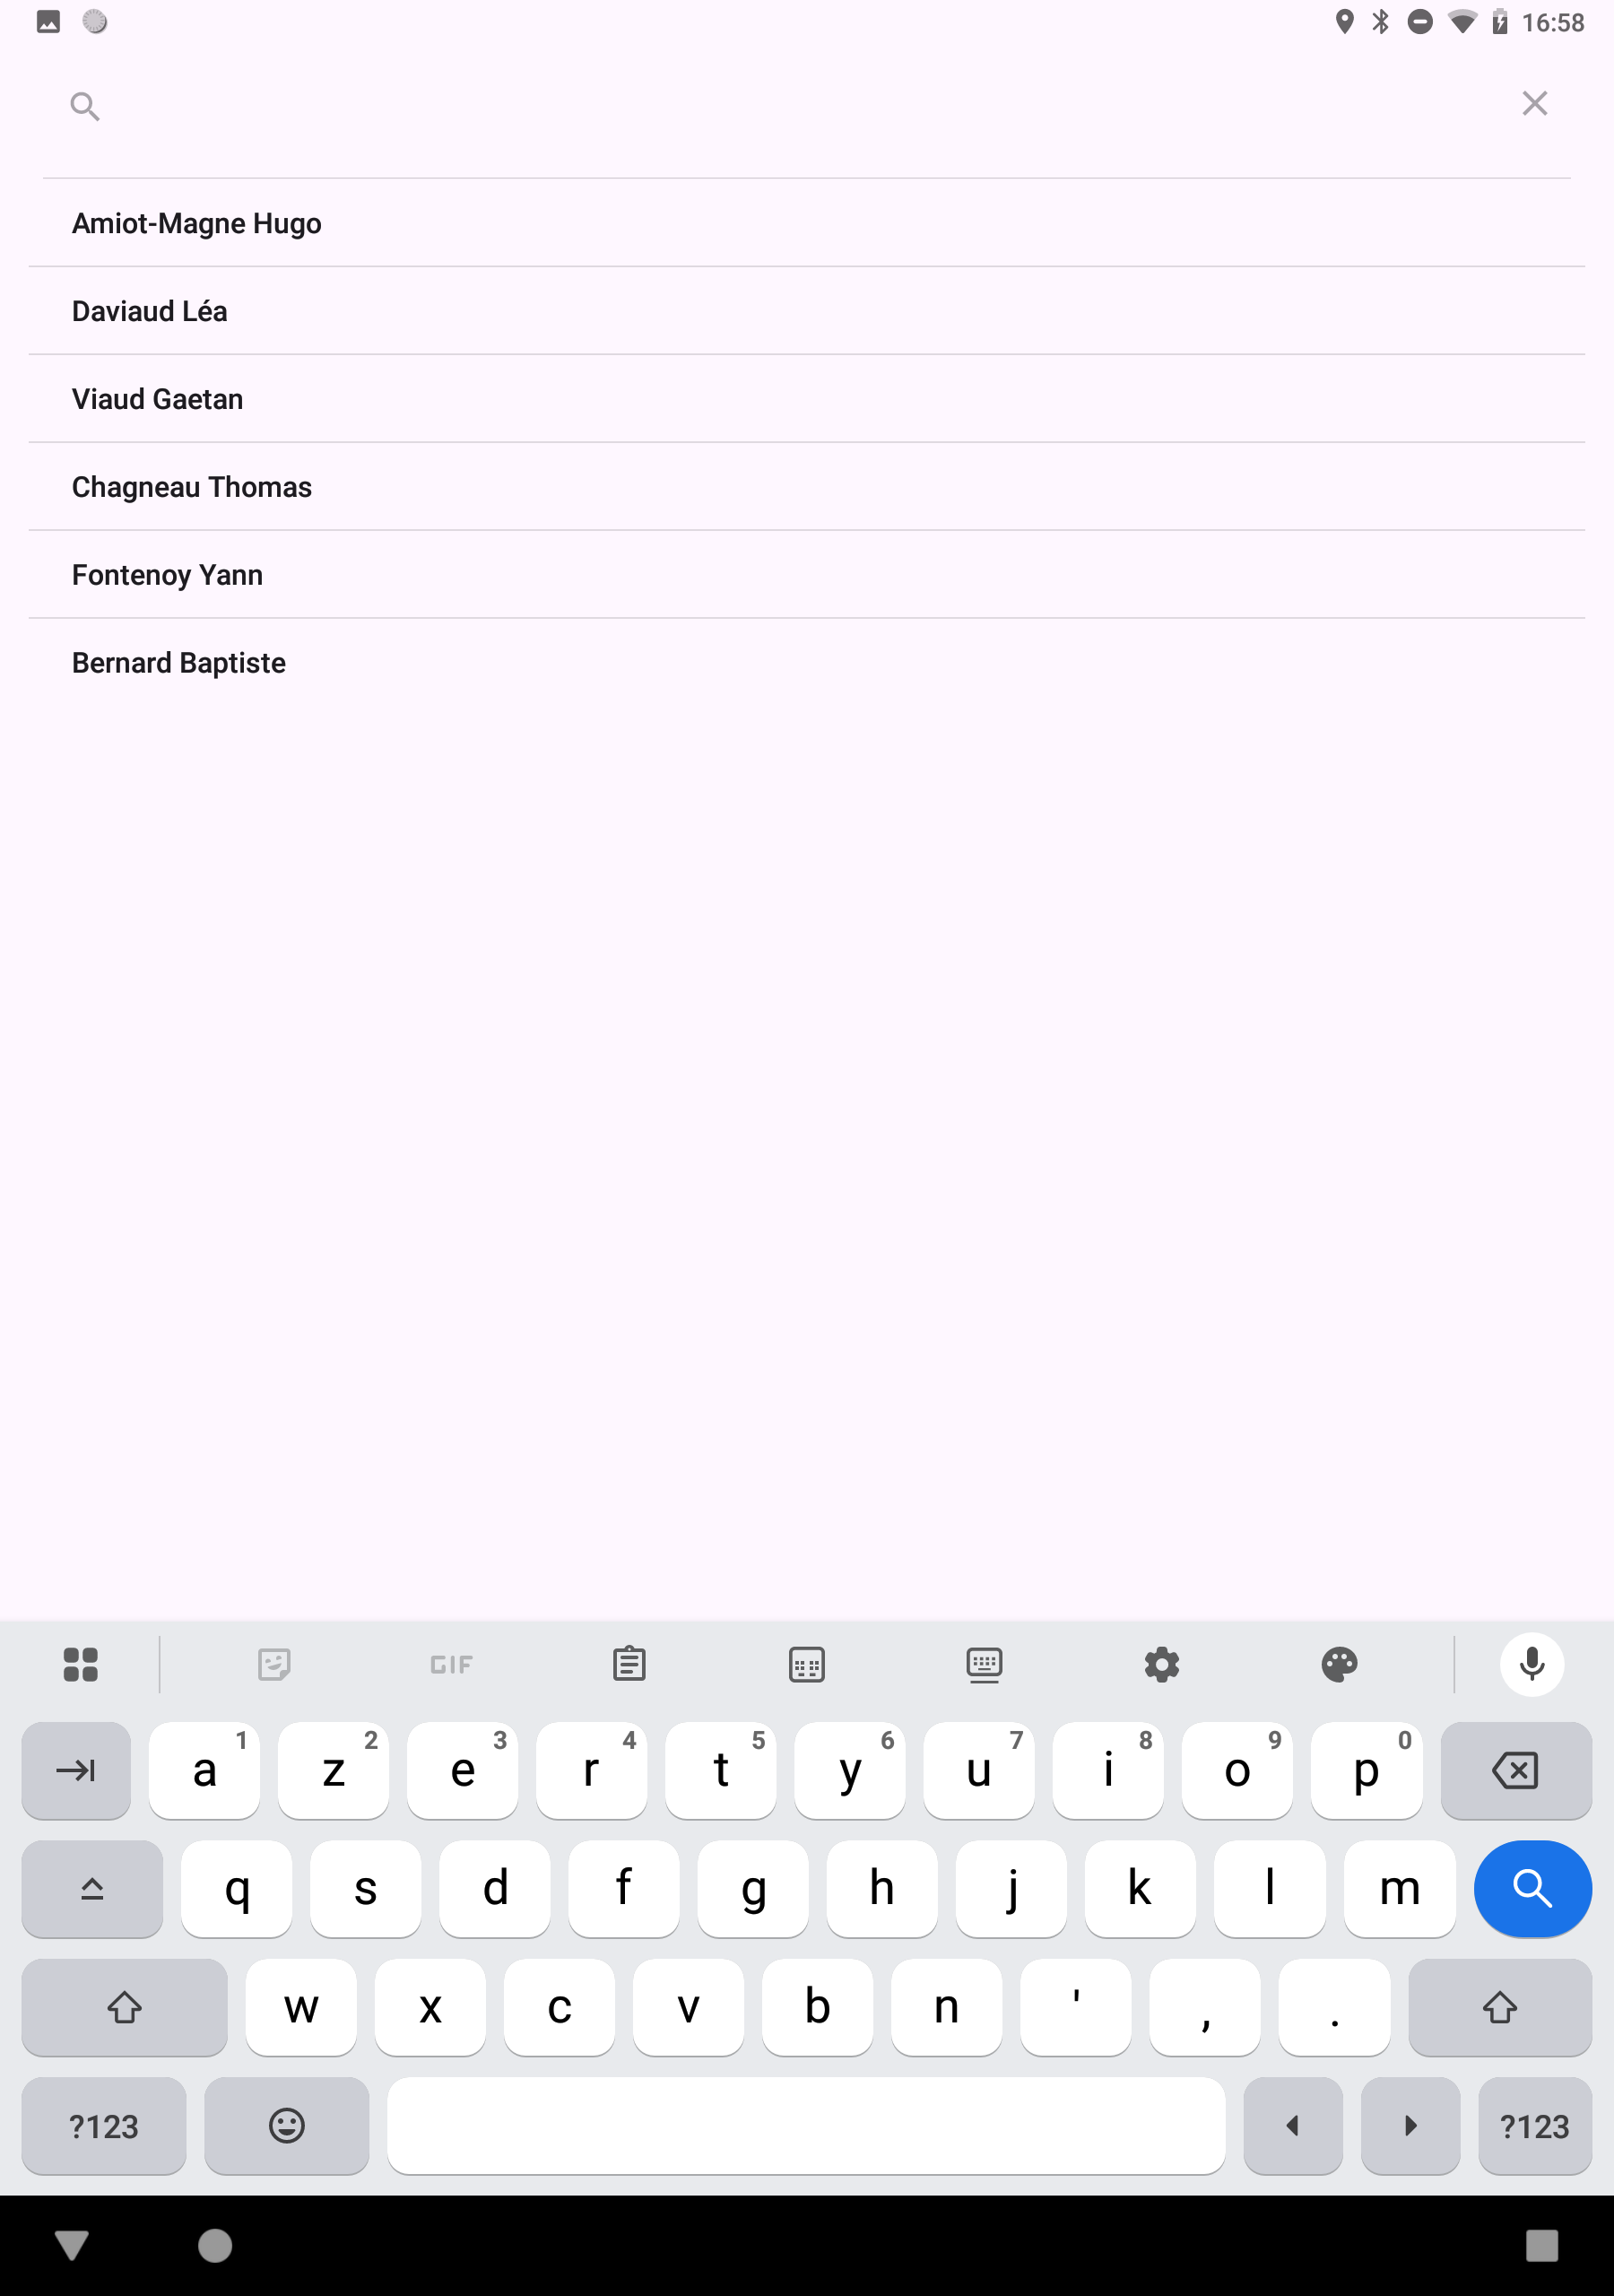 16:58
Amiot-Magne Hugo
Daviaud Léa
Viaud Gaetan
Chagneau Thomas
Fontenoy Yann
Bernard Baptiste
GIF
a 1 z 2 e 3 r 4 t 5 y 6 u 7 i 8 o 9 p 0
q s d f g h j k l m
w x c v b n ' , .
?123 ?123